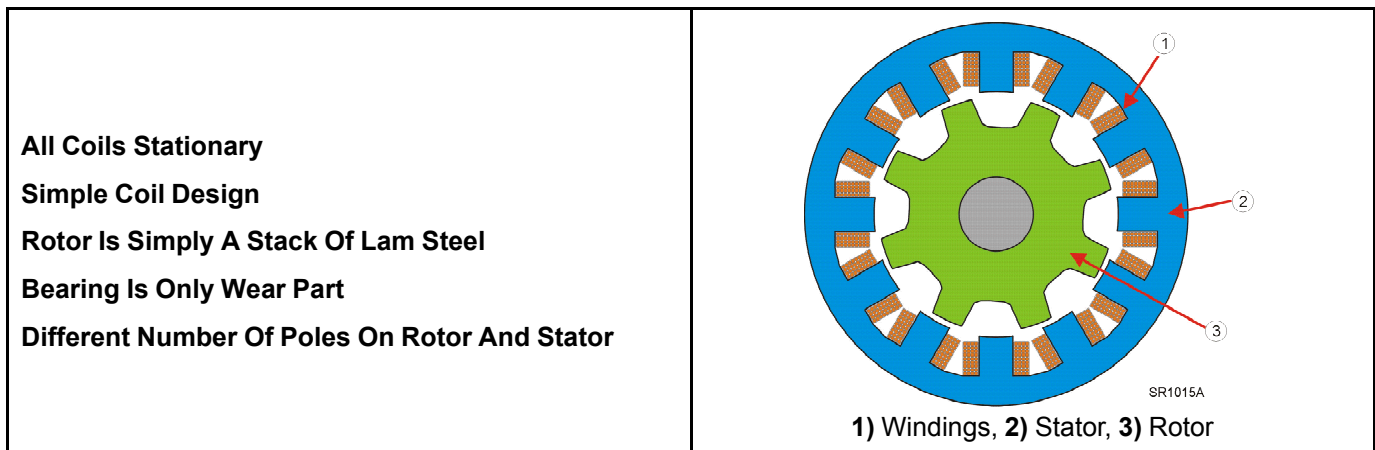 All Coils Stationary
Simple Coil Design
Rotor Is Simply A Stack Of Lam Steel
Bearing Is Only Wear Part
Different Number Of Poles On Rotor And Stator
1
2
3
SR1015A
1) Windings, 2) Stator, 3) Rotor